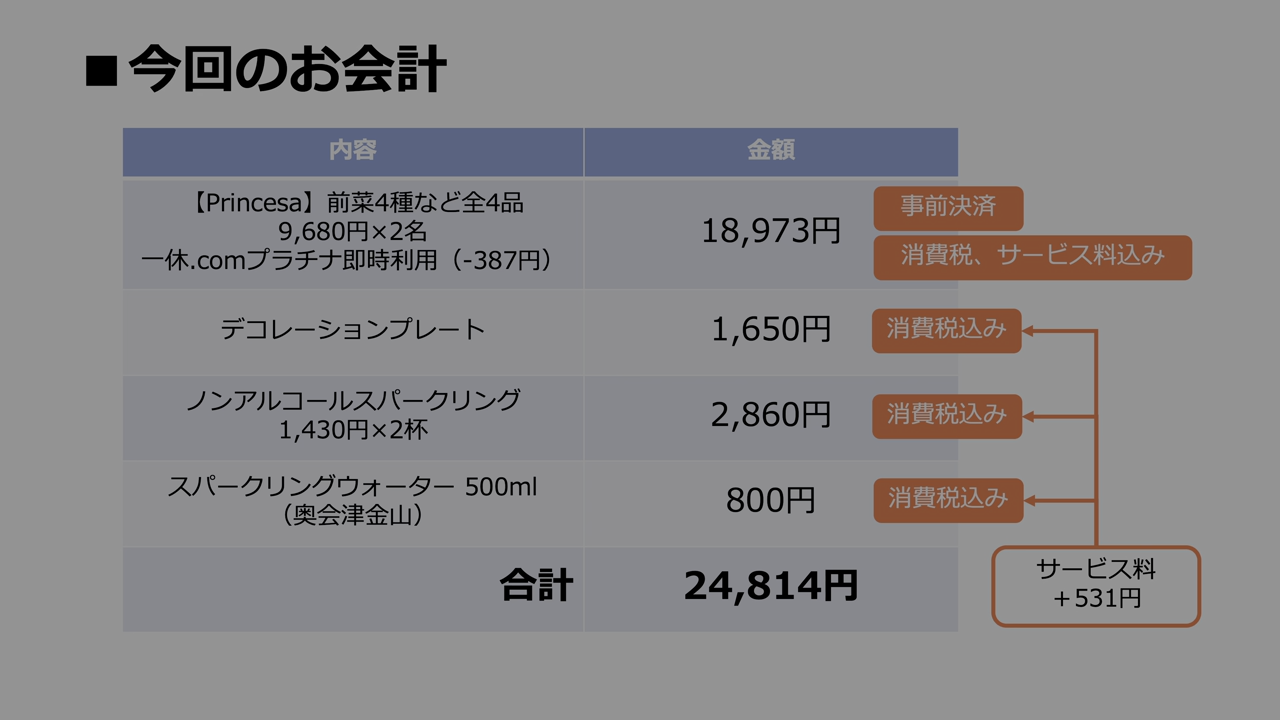 ■今回のお会計
内容
金額
【Princesa】前菜4種など全4品
9,680円×2名
一休.comプラチナ即時利用（-387円）
18,973円
事前決済
消費税、サービス料込み
デコレーションプレート
1,650円
消費税込み
ノンアルコールスパークリング
1,430円×2杯
2,860円
消費税込み
スパークリングウォーター 500ml
（奥会津金山）
800円
消費税込み
合計
24,814円
サービス料
＋531円